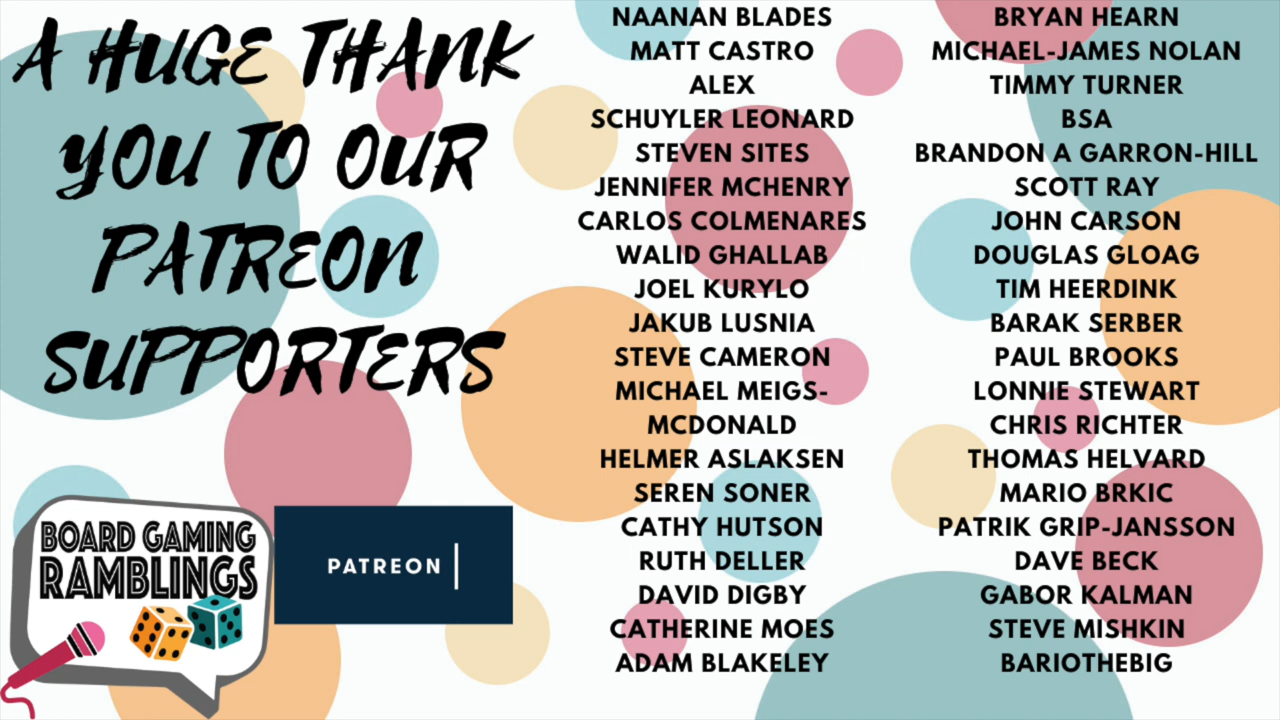 A HUGE THANK
YOU TO OUR
PATREON
SUPPORTERS
BOARD GAMING
RAMBLINGS
PATREON
NAANAN BLADES
MATT CASTRO
ALEX
SCHUYLER LEONARD
STEVEN SITES
JENNIFER MCHENRY
CARLOS COLMENARES
WALID GHALLAB
JOEL KURYLO
JAKUB LUSNIA
STEVE CAMERON
MICHAEL MEIGS-
MCDONALD
HELMER ASLAKSEN
SEREN SONER
CATHY HUTSON
RUTH DELLER
DAVID DIGBY
CATHERINE MOES
ADAM BLAKELEY
BRYAN HEARN
MICHAEL-JAMES NOLAN
TIMMY TURNER
BSA
BRANDON A GARRON-HILL
SCOTT RAY
JOHN CARSON
DOUGLAS GLOAG
TIM HEERDINK
BARAK SERBER
PAUL BROOKS
LONNIE STEWART
CHRIS RICHTER
THOMAS HELVARD
MARIO BRKIC
PATRIK GRIP-JANSSON
DAVE BECK
GABOR KALMAN
STEVE MISHKIN
BARIOTHEBIG